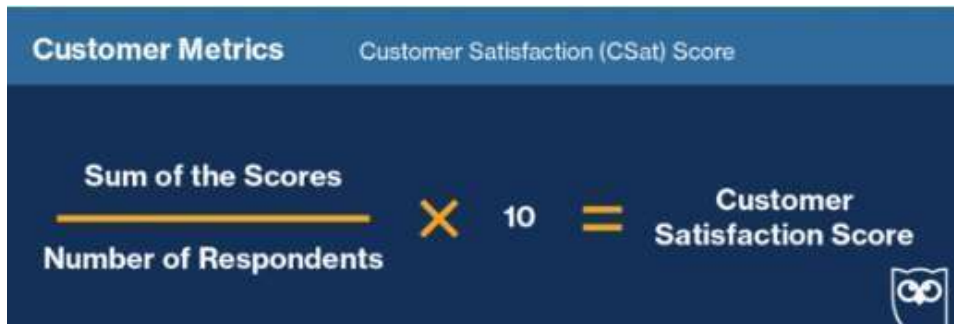 Customer Metrics Customer Satisfaction (CSat) Score
Sum of the Scores
Number of Respondents
× 10 =
Customer
Satisfaction Score